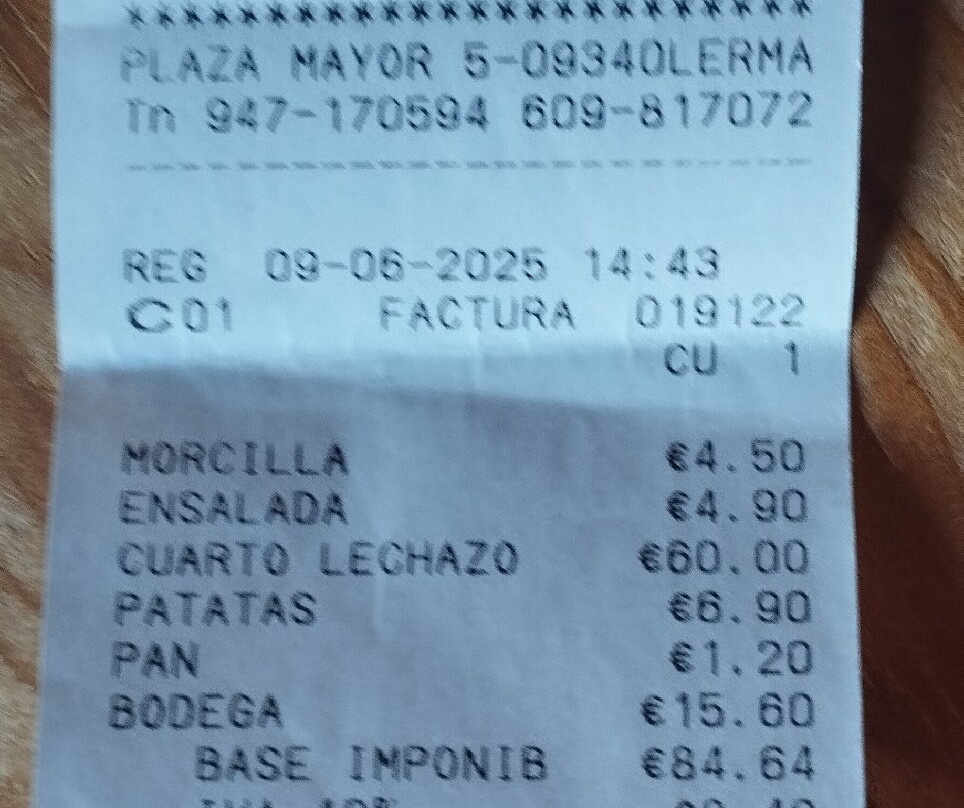 ************************
PLAZA MAYOR 5-09340LERMA
Tn 947-170594 609-817072
------------------------
REG 09-06-2025 14:43
C01 FACTURA 019122
CU 1
MORCILLA €4.50
ENSALADA €4.90
CUARTO LECHAZO €60.00
PATATAS €6.90
PAN €1.20
BODEGA €15.60
BASE IMPONIB €84.64